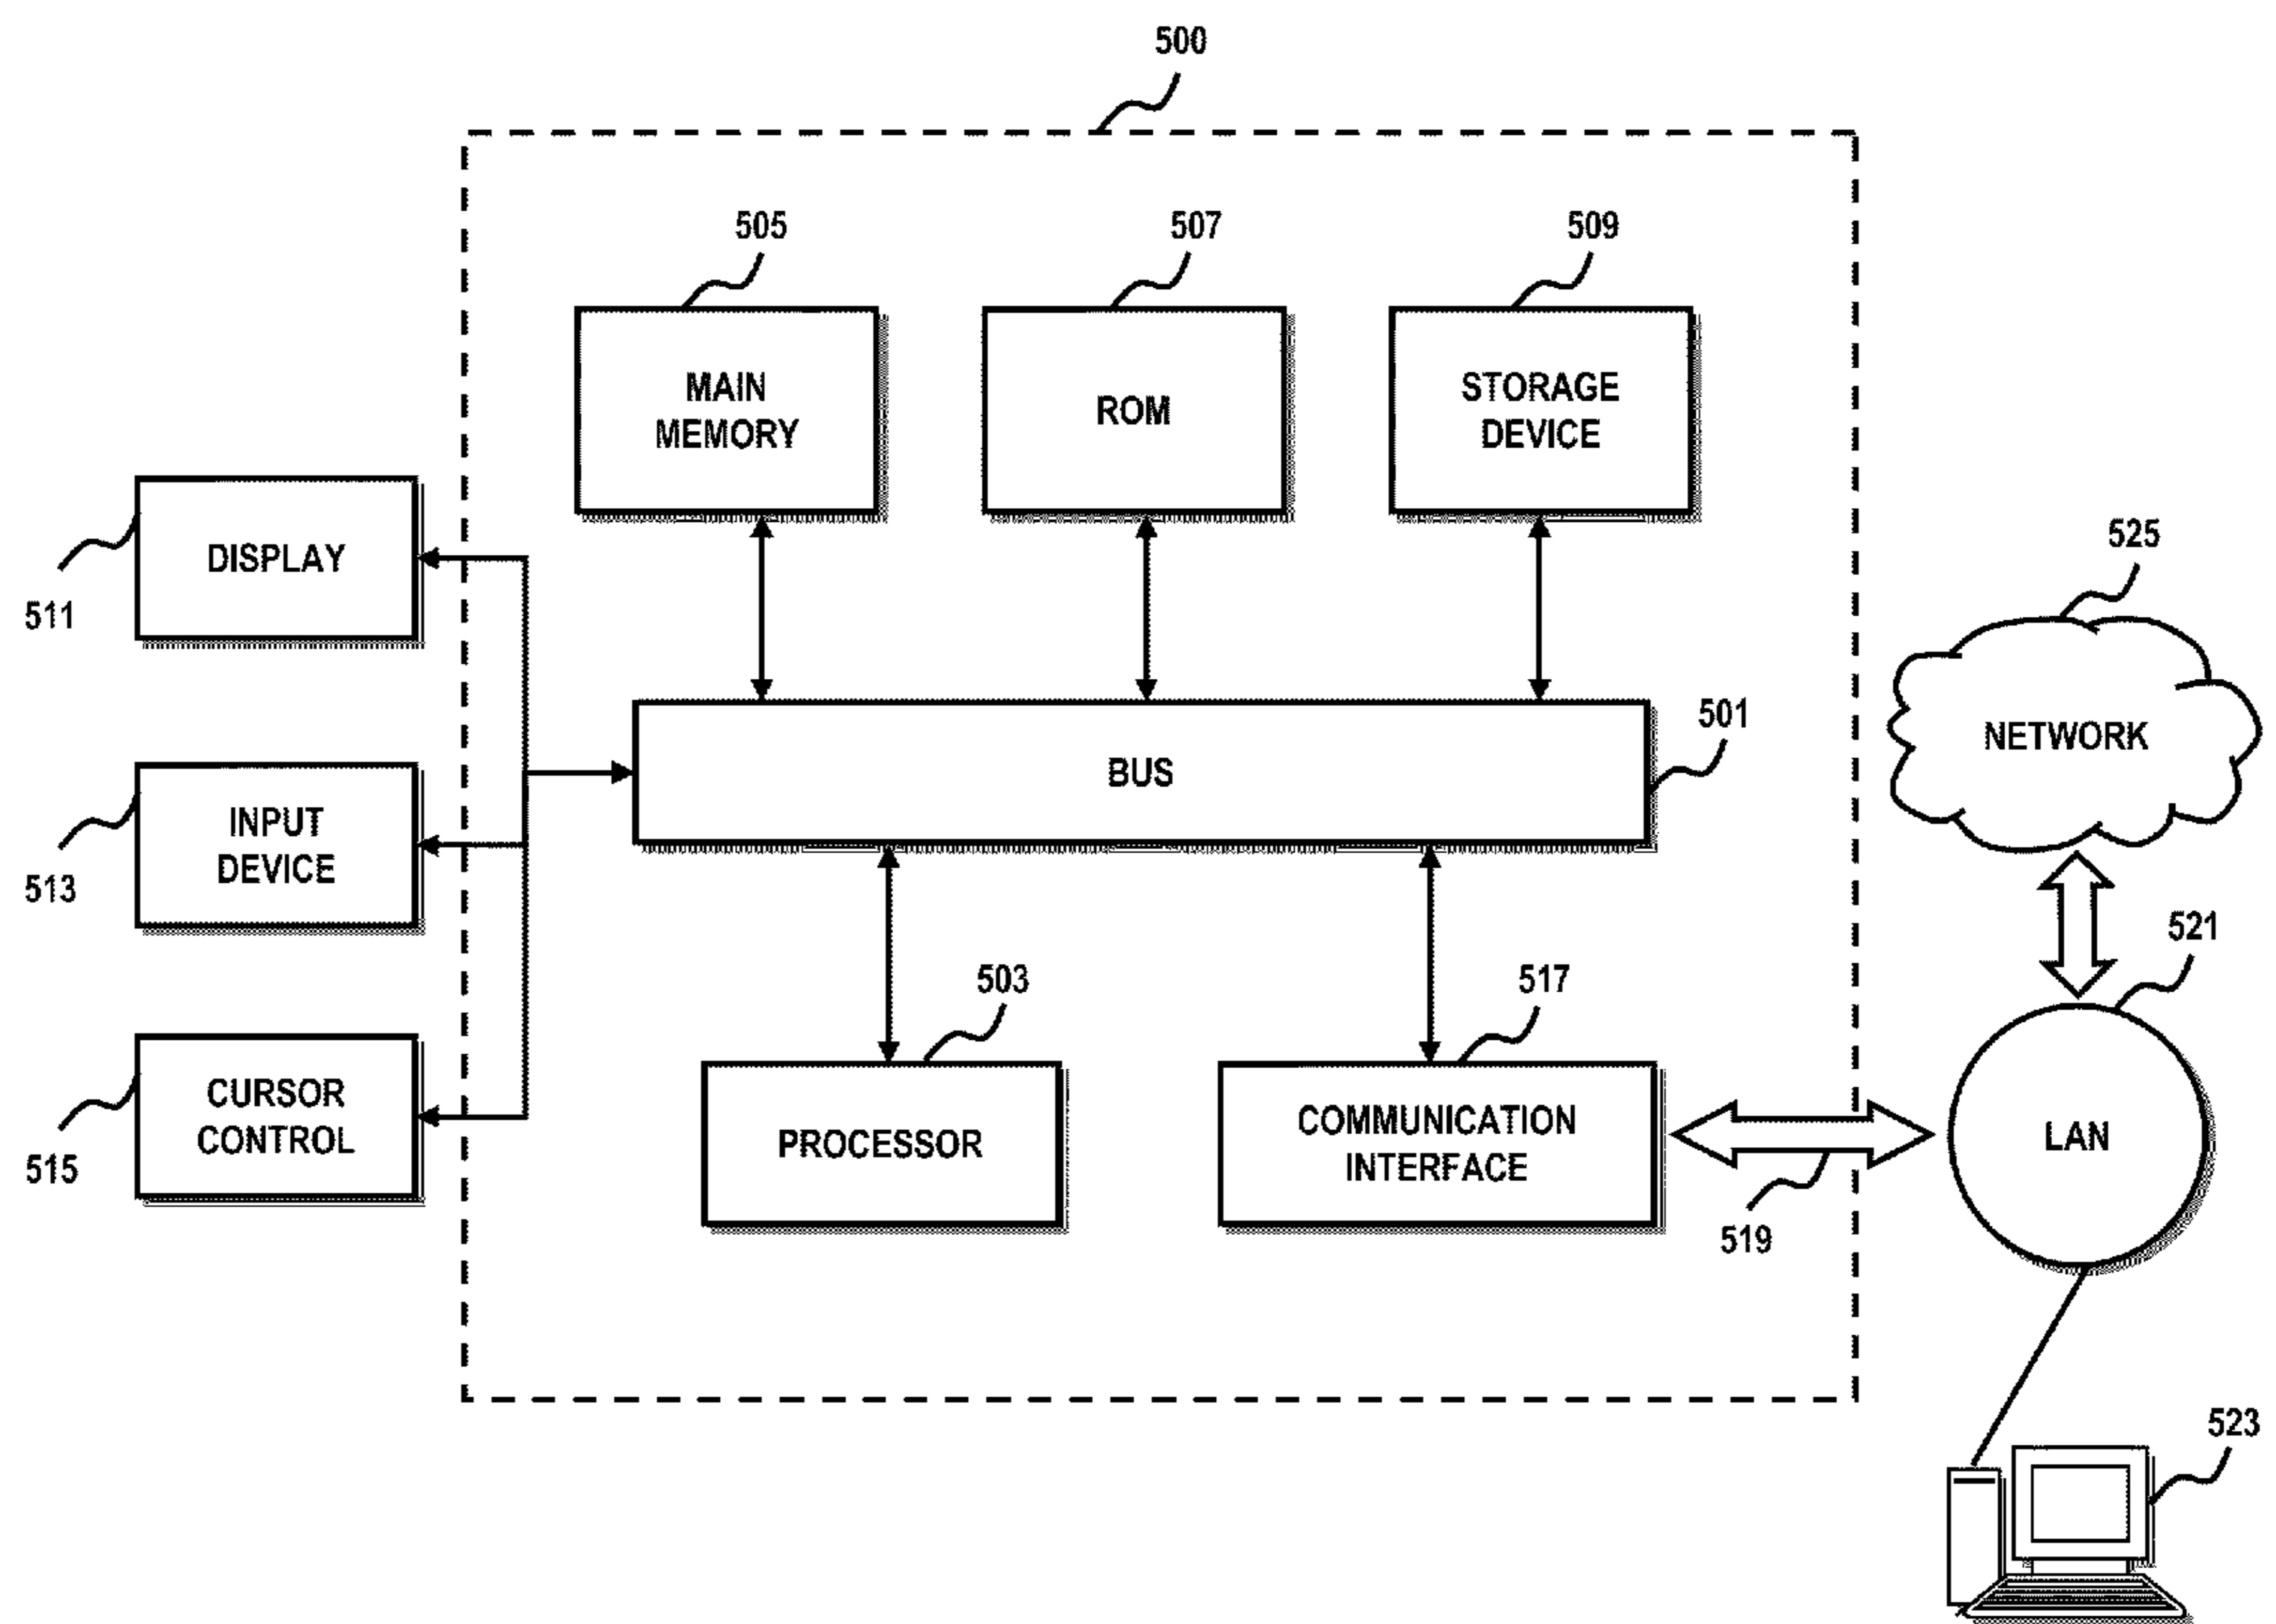 500
505
507
509
MAIN
MEMORY
ROM
STORAGE
DEVICE
DISPLAY
511
525
NETWORK
501
BUS
INPUT
DEVICE
513
521
503
517
CURSOR
CONTROL
515
PROCESSOR
COMMUNICATION
INTERFACE
519
LAN
523